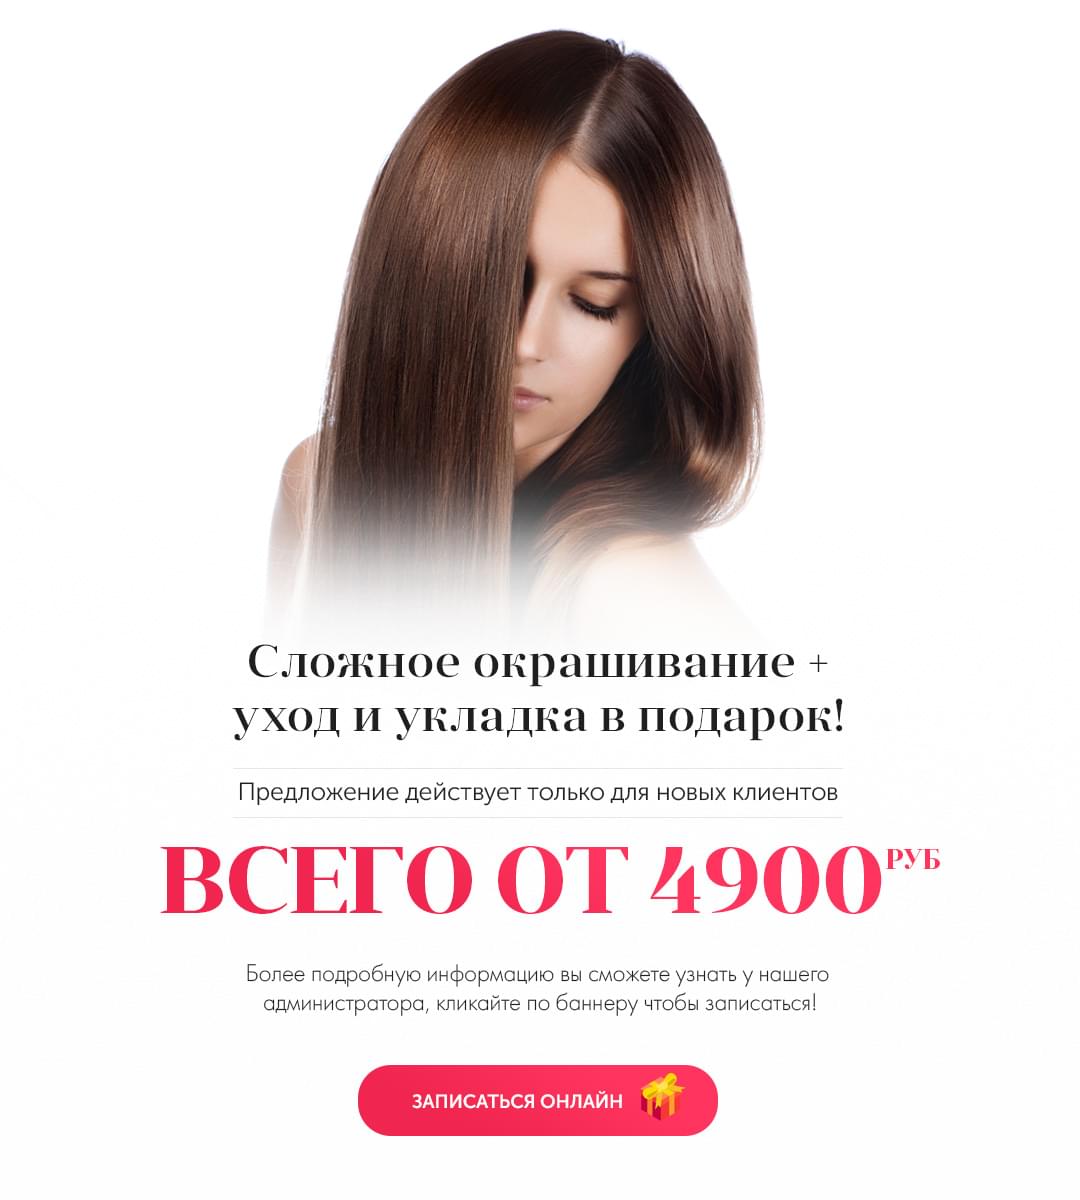 Сложное окрашивание +
уход и укладка в подарок!
Предложение действует только для новых клиентов
ВСЕГО ОТ 4900 РУБ
Более подробную информацию вы сможете узнать у нашего
администратора, кликайте по баннеру чтобы записаться!
ЗАПИСАТЬСЯ ОНЛАЙН